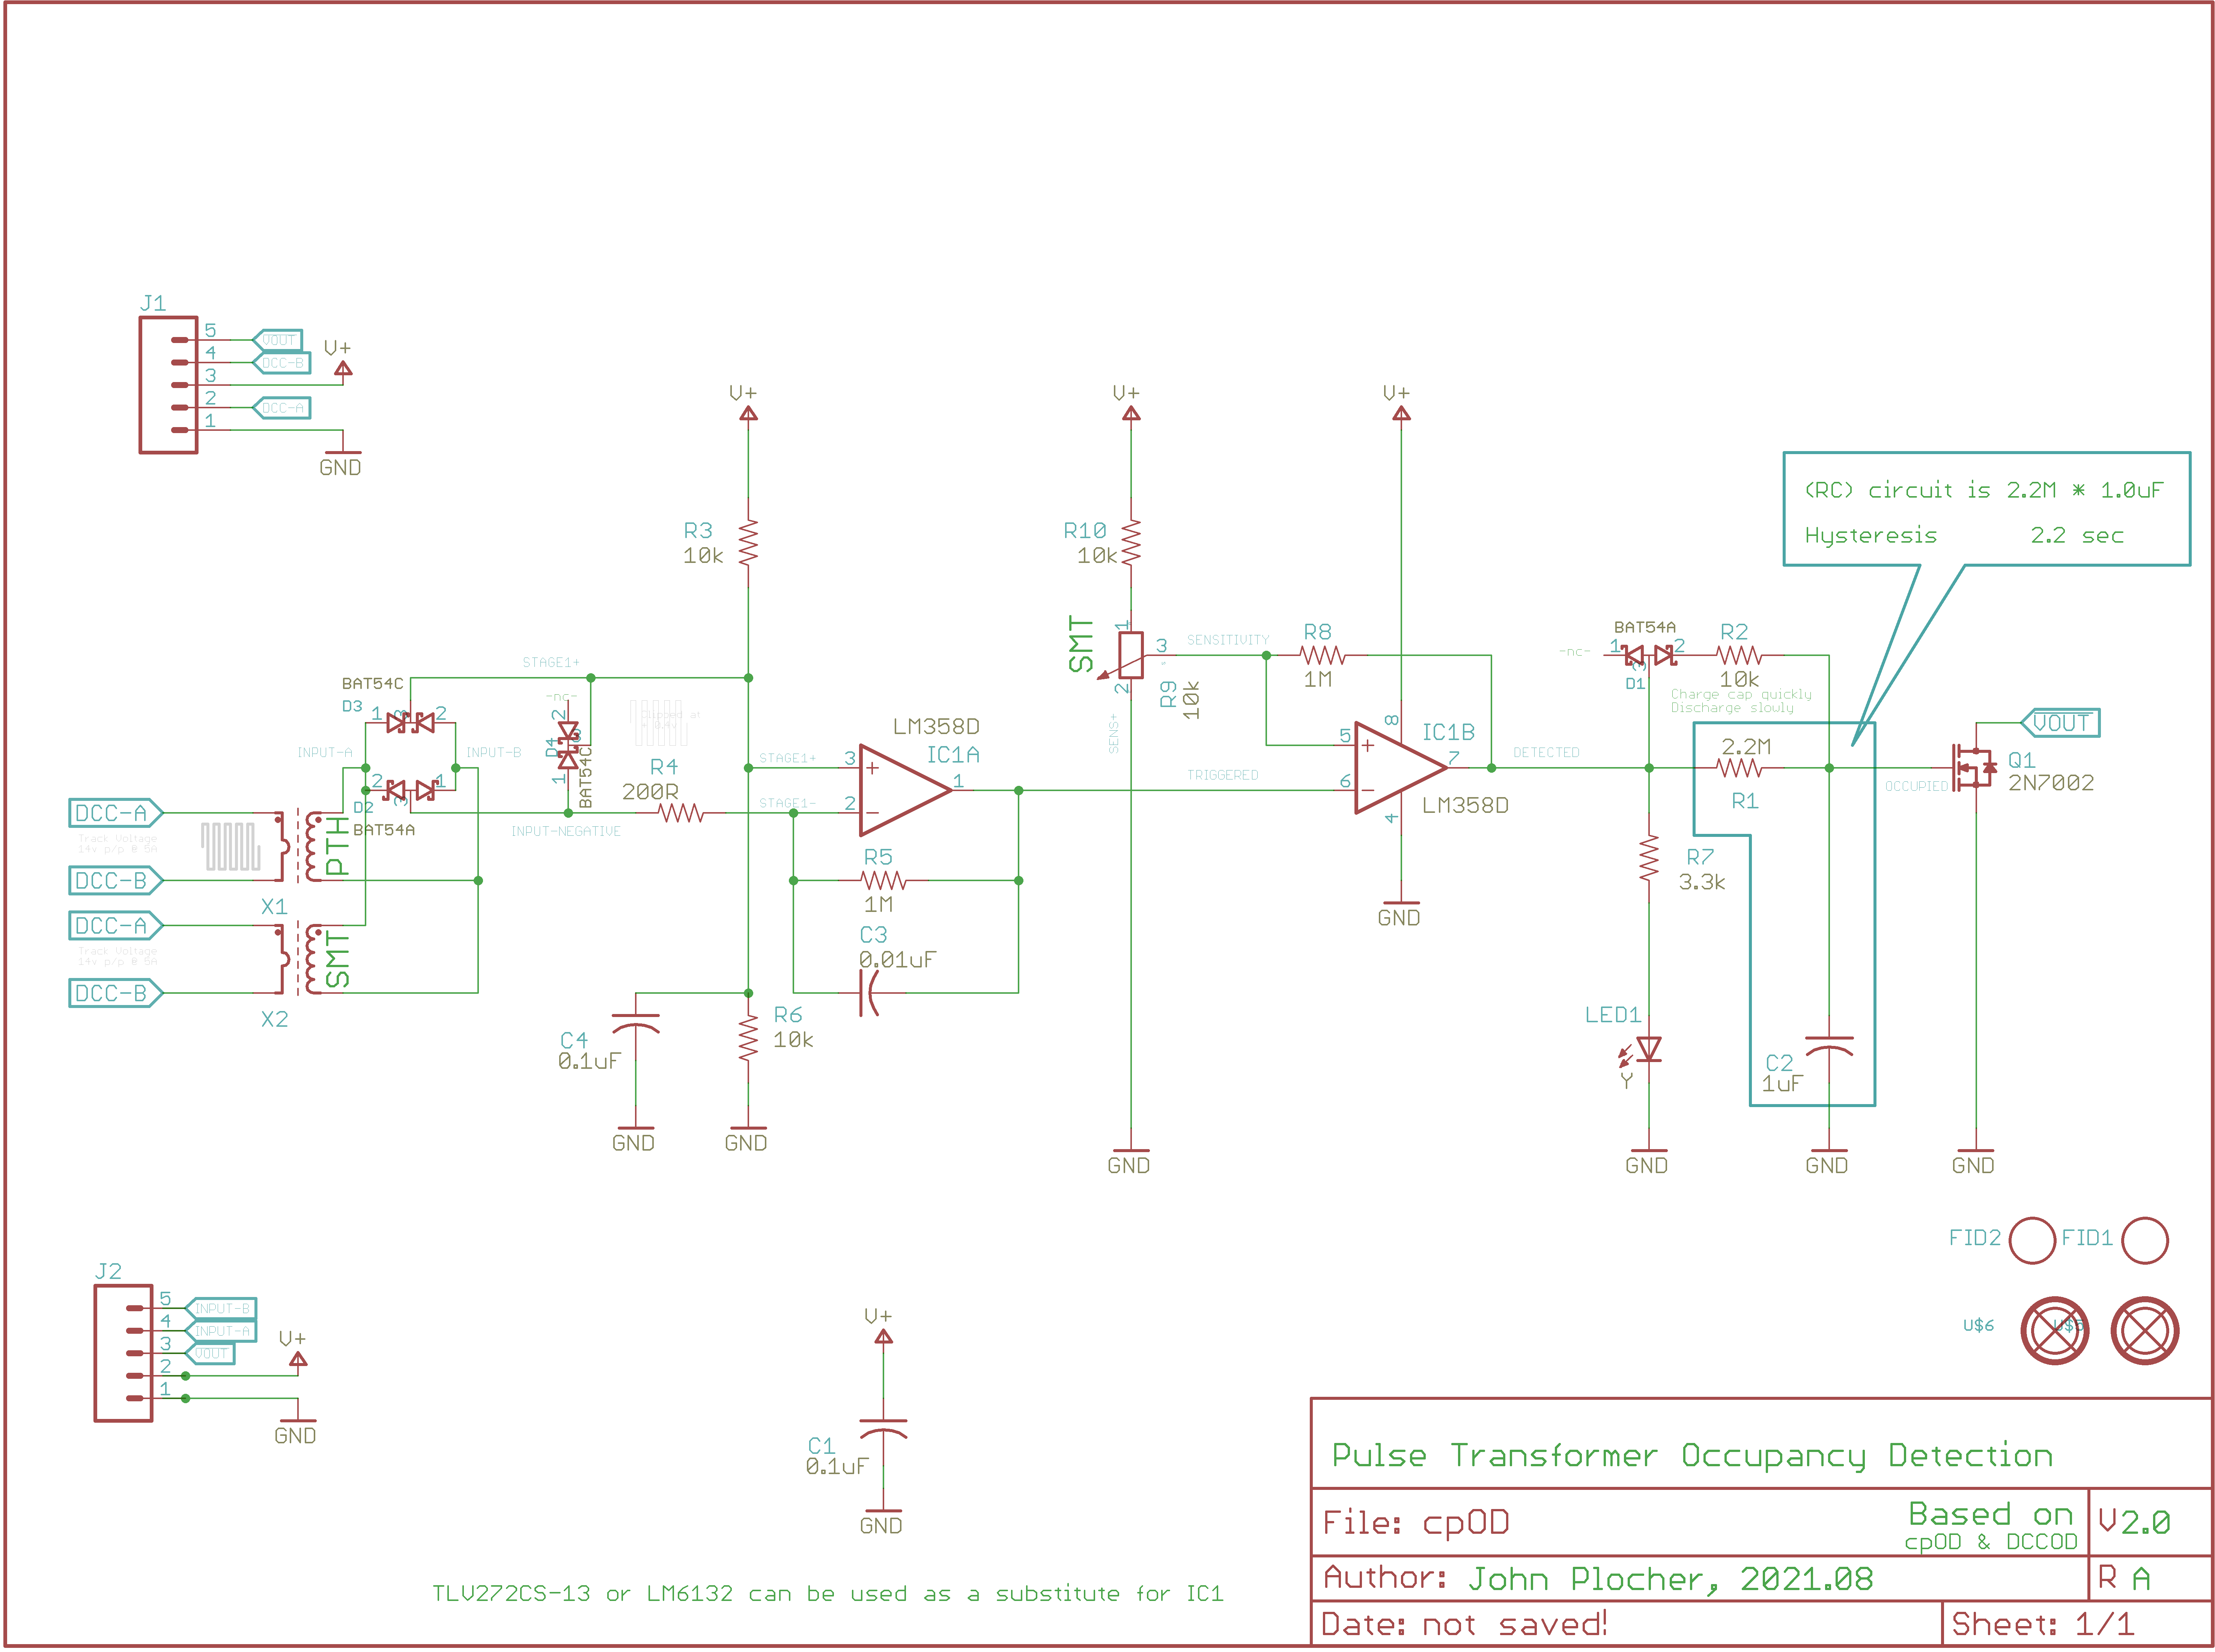 J1
5
VOUT
4
DCC-B
3
V+
2
DCC-A
1
GND
V+
V+
V+
(RC) circuit is 2.2M * 1.0uF
Hysteresis 2.2 sec
R3
10k
R10
10k
SMT
1
3
2
R9
10k
SENS+
SENSITIVITY
R8
1M
BAT54A
-nc-
1
2
3
D1
R2
10k
Charge cap quickly
Discharge slowly
STAGE1+
BAT54C
D3
1
3
2
INPUT-A
INPUT-B
2
3
1
D2
BAT54A
-nc-
2
3
D4
1
BAT54C
INPUT-NEGATIVE
R4
200R
STAGE1+
STAGE1-
LM358D
IC1A
3
2
1
TRIGGERED
5
6
8
4
7
IC1B
LM358D
GND
DETECTED
2.2M
R1
OCCUPIED
VOUT
Q1
2N7002
DCC-A
Track Voltage
14v p/p @ 5A
DCC-B
X1
PTH
DCC-A
Track Voltage
14v p/p @ 5A
DCC-B
X2
SMT
R5
1M
C3
0.01uF
R7
3.3k
C4
0.1uF
GND
R6
10k
GND
GND
LED1
Y
GND
C2
1uF
GND
GND
FID2
FID1
U$6
U$5
J2
5
INPUT-B
4
INPUT-A
3
VOUT
2
V+
1
GND
V+
C1
0.1uF
GND
TLV272CS-13 or LM6132 can be used as a substitute for IC1
Pulse Transformer Occupancy Detection
File: cpOD
Based on
cpOD & DCCOD
V 2.0
Author: John Plocher, 2021.08
R A
Date: not saved!
Sheet: 1/1